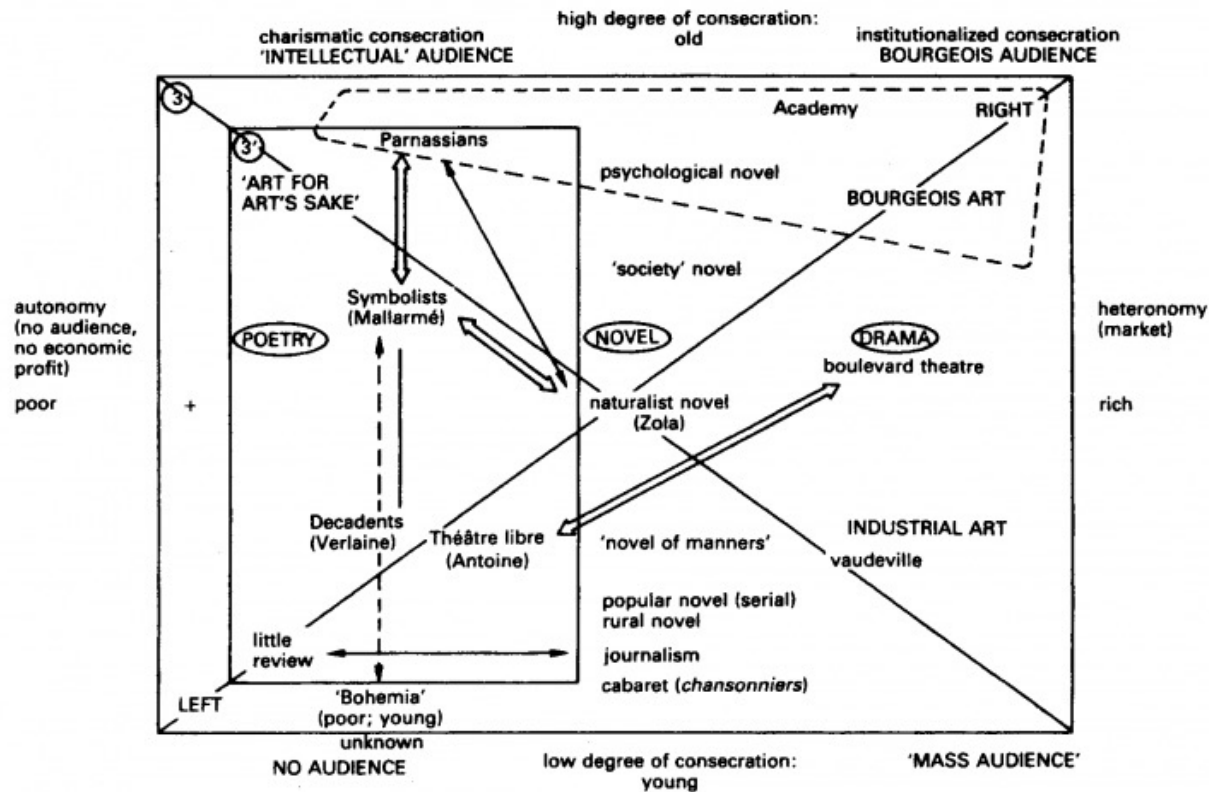 high degree of consecration:
old
charismatic consecration
'INTELLECTUAL' AUDIENCE
institutionalized consecration
BOURGEOIS AUDIENCE
3
3'
Academy
RIGHT
Parnassians
'ART FOR
ART'S SAKE'
psychological novel
BOURGEOIS ART
'society' novel
Symbolists
(Mallarmé)
autonomy
(no audience,
no economic
profit)
poor
+
POETRY
NOVEL
DRAMA
boulevard theatre
heteronomy
(market)
rich
naturalist novel
(Zola)
Decadents
(Verlaine)
Théâtre libre
(Antoine)
'novel of manners'
INDUSTRIAL ART
vaudeville
popular novel (serial)
rural novel
little
review
journalism
cabaret (chansonniers)
LEFT
'Bohemia'
(poor; young)
unknown
NO AUDIENCE
low degree of consecration:
young
'MASS AUDIENCE'